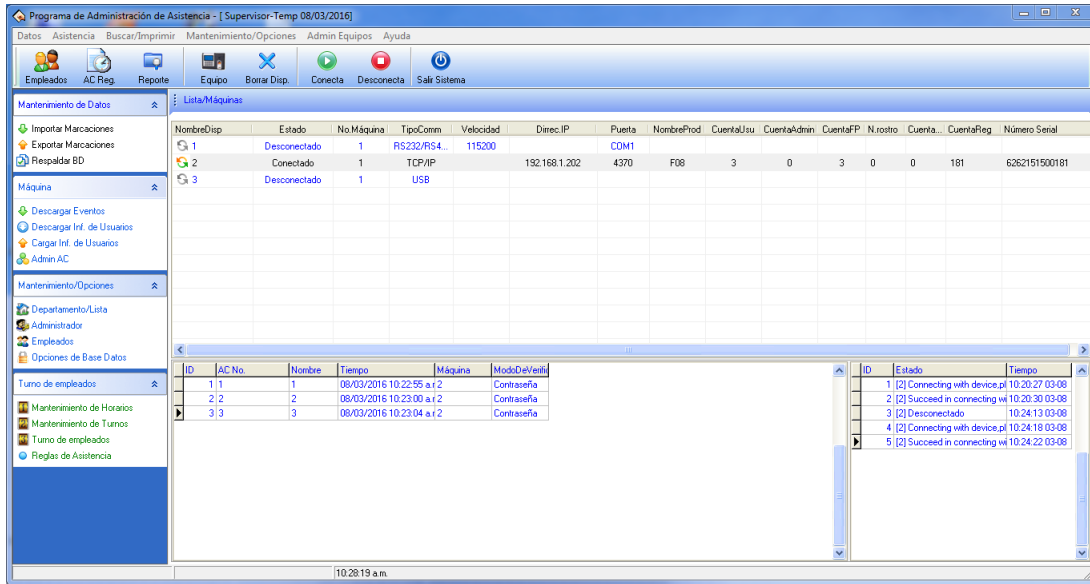 Programa de Administración de Asistencia - [ Supervisor-Temp 08/03/2016]
Datos Asistencia Buscar/Imprimir Mantenimiento/Opciones Admin Equipos Ayuda
Empleados AC Reg. Reporte Equipo Borrar Disp. Conecta Desconecta Salir Sistema
Mantenimiento de Datos
Importar Marcaciones
Exportar Marcaciones
Respaldar BD
Máquina
Descargar Eventos
Descargar Inf. de Usuarios
Cargar Inf. de Usuarios
Admin AC
Mantenimiento/Opciones
Departamento/Lista
Administrador
Empleados
Opciones de Base Datos
Turno de empleados
Mantenimiento de Horarios
Mantenimiento de Turnos
Turno de empleados
Reglas de Asistencia
Lista/Máquinas
NombreDisp Estado No.Máquina TipoComm Velocidad Dirrec.IP Puerta NombreProd CuentaUsu CuentaAdmin CuentaFP N.rostro Cuenta... CuentaReg Número Serial
1 Desconectado 1 RS232/RS4... 115200 COM1
2 Conectado 1 TCP/IP 192.168.1.202 4370 F08 3 0 3 0 0 181 6262151500181
3 Desconectado 1 USB
ID AC No. Nombre Tiempo Máquina ModoDeVerific
1 1 1 08/03/2016 10:22:55 a.r 2 Contraseña
2 2 2 08/03/2016 10:23:00 a.r 2 Contraseña
3 3 3 08/03/2016 10:23:04 a.r 2 Contraseña
ID Estado Tiempo
1 [2] Connecting with device,pl 10:20:27 03-08
2 [2] Succeed in connecting wi 10:20:30 03-08
3 [2] Desconectado 10:24:13 03-08
4 [2] Connecting with device,pl 10:24:18 03-08
5 [2] Succeed in connecting wi 10:24:22 03-08
10:28:19 a.m.